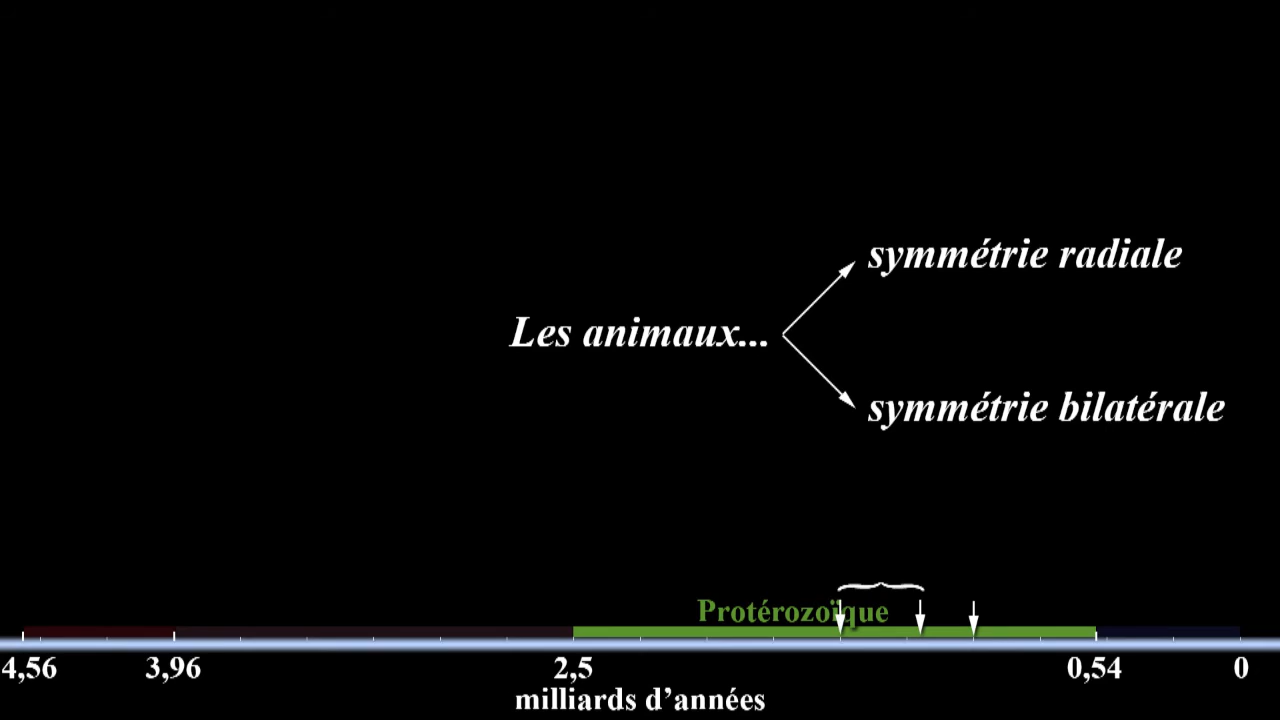 symmétrie radiale
Les animaux...
symmétrie bilatérale
Protérozoïque
4,56 3,96 2,5 0,54 0
milliards d’années